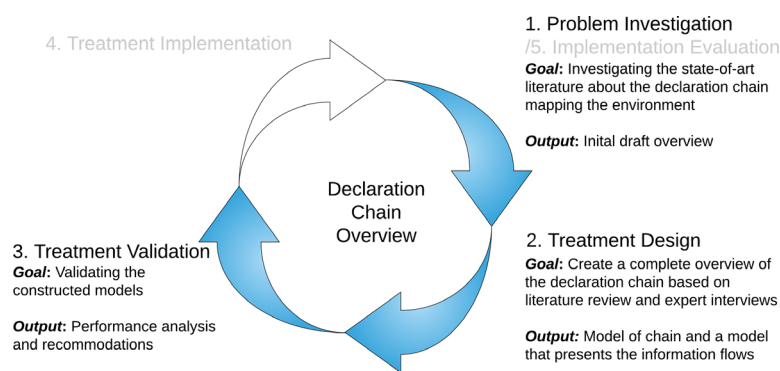 1. Problem Investigation
/5. Implementation Evaluation
Goal: Investigating the state-of-art
literature about the declaration chain
mapping the environment
Output: Inital draft overview
2. Treatment Design
Goal: Create a complete overview of
the declaration chain based on
literature review and expert interviews
Output: Model of chain and a model
that presents the information flows
3. Treatment Validation
Goal: Validating the
constructed models
Output: Performance analysis
and recommodations
4. Treatment Implementation
Declaration
Chain
Overview